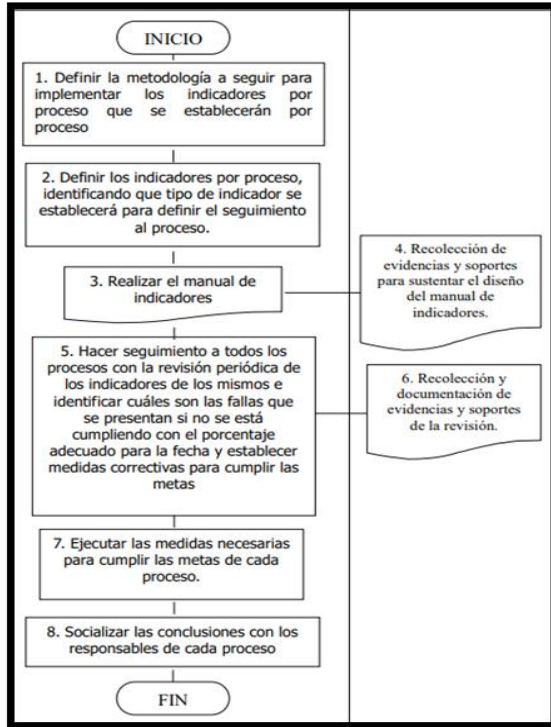 INICIO
1. Definir la metodología a seguir para
implementar los indicadores por
proceso que se establecerán por
proceso
2. Definir los indicadores por proceso,
identificando que tipo de indicador se
establecerá para definir el seguimiento
al proceso.
3. Realizar el manual de
indicadores
4. Recolección de
evidencias y soportes
para sustentar el diseño
del manual de
indicadores.
5. Hacer seguimiento a todos los
procesos con la revisión periódica de
los indicadores de los mismos e
identificar cuáles son las fallas que
se presentan si no se está
cumpliendo con el porcentaje
adecuado para la fecha y establecer
medidas correctivas para cumplir las
metas
6. Recolección y
documentación de
evidencias y soportes
de la revisión.
7. Ejecutar las medidas necesarias
para cumplir las metas de cada
proceso.
8. Socializar las conclusiones con los
responsables de cada proceso
FIN